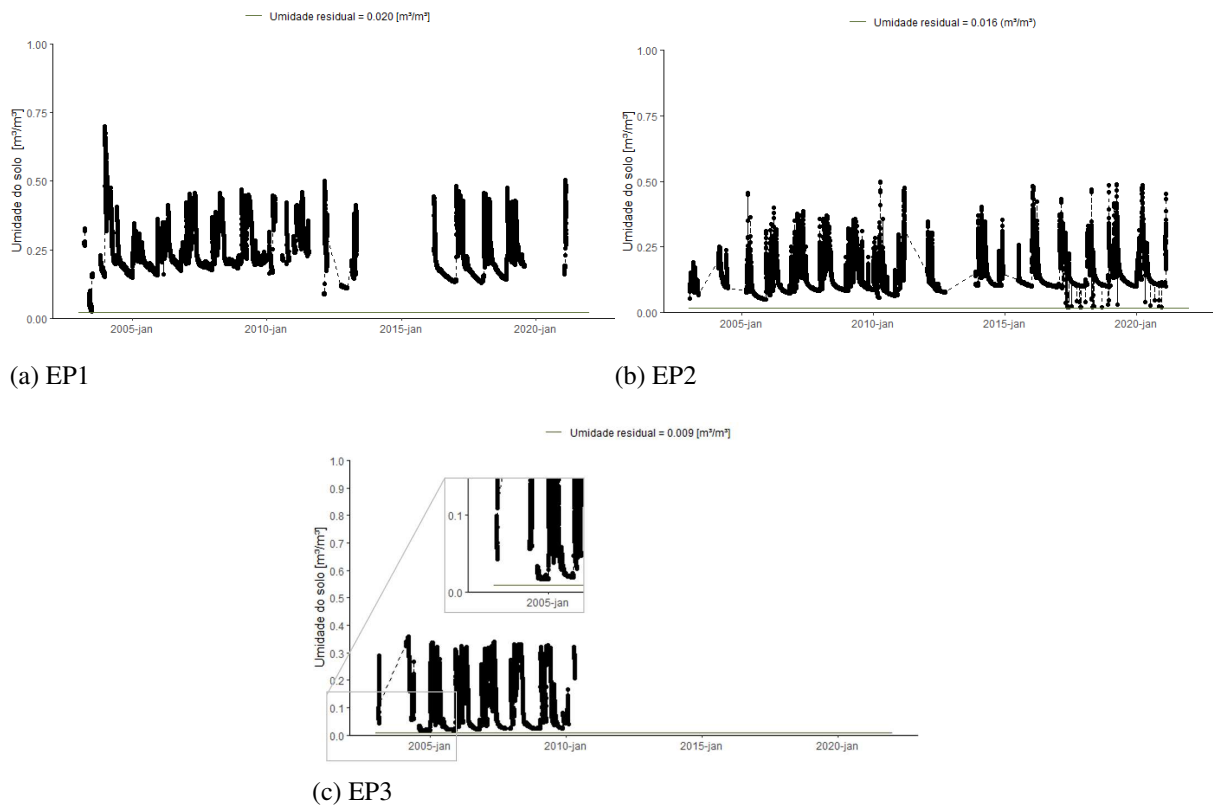 Umidade residual = 0.020 [m³/m³]
Umidade do solo [m³/m³]
1.00
0.75
0.50
0.25
0.00
2005-jan 2010-jan 2015-jan 2020-jan
(a) EP1
Umidade residual = 0.016 (m³/m³)
Umidade do solo [m³/m³]
1.00
0.75
0.50
0.25
0.00
2005-jan 2010-jan 2015-jan 2020-jan
(b) EP2
Umidade residual = 0.009 [m³/m³]
Umidade do solo [m³/m³]
1.0
0.9
0.8
0.7
0.6
0.5
0.4
0.3
0.2
0.1
0.0
0.1
0.0
2005-jan
2005-jan 2010-jan 2015-jan 2020-jan
(c) EP3